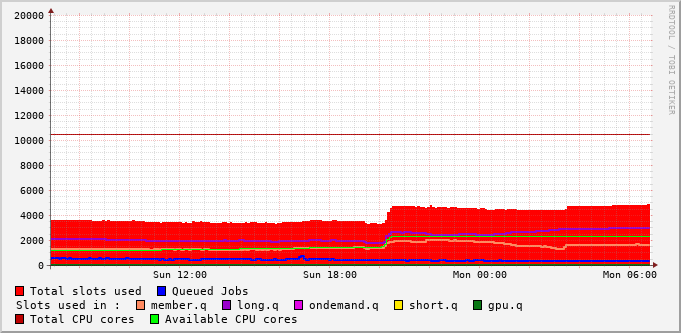 20000
18000
16000
14000
12000
10000
8000
6000
4000
2000
0
Sun 12:00 Sun 18:00 Mon 00:00 Mon 06:00
Total slots used Queued Jobs
Slots used in : member.q long.q ondemand.q short.q gpu.q
Total CPU cores Available CPU cores
RRDTOOL / TOBI OETIKER